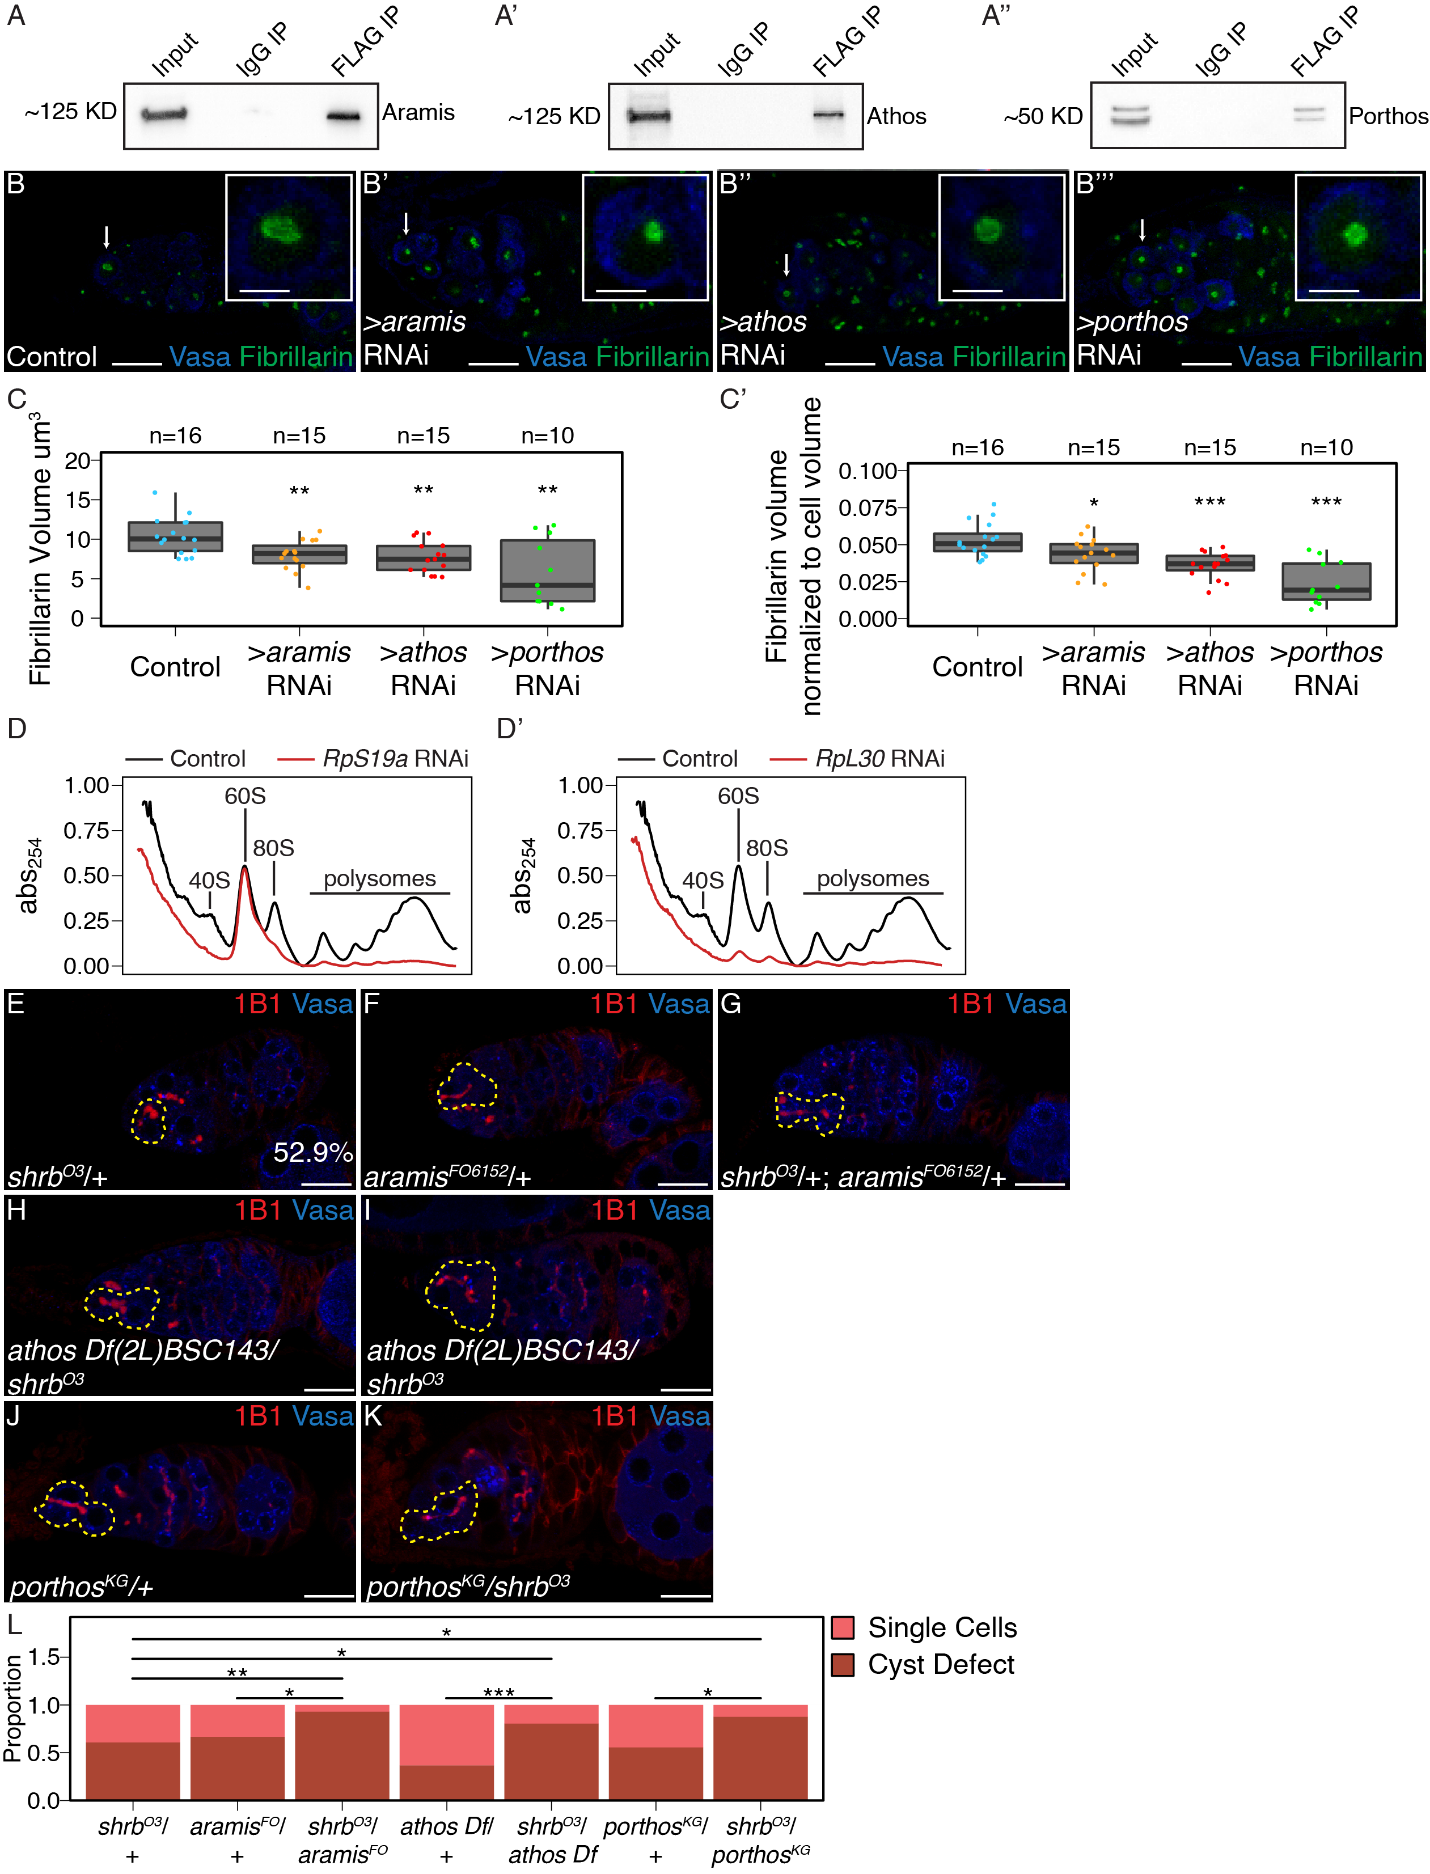 A
Input
IgG IP
FLAG IP
~125 KD
Aramis
A'
Input
IgG IP
FLAG IP
~125 KD
Athos
A''
Input
IgG IP
FLAG IP
~50 KD
Porthos
B
Control
Vasa Fibrillarin
B'
>aramis
RNAi
Vasa Fibrillarin
B''
>athos
RNAi
Vasa Fibrillarin
B'''
>porthos
RNAi
Vasa Fibrillarin
C
Fibrillarin Volume um³
n=16
n=15
n=15
n=10
20
15
10
5
0
**
**
**
Control
>aramis
RNAi
>athos
RNAi
>porthos
RNAi
C'
Fibrillarin volume
normalized to cell volume
n=16
n=15
n=15
n=10
0.100
0.075
0.050
0.025
0.000
*
***
***
Control
>aramis
RNAi
>athos
RNAi
>porthos
RNAi
D
Control
RpS19a RNAi
abs254
1.00
0.75
0.50
0.25
0.00
40S
60S
80S
polysomes
D'
Control
RpL30 RNAi
abs254
1.00
0.75
0.50
0.25
0.00
40S
60S
80S
polysomes
E
1B1 Vasa
52.9%
shrbO3/+
F
1B1 Vasa
aramisFO6152/+
G
1B1 Vasa
shrbO3/+; aramisFO6152/+
H
1B1 Vasa
athos Df(2L)BSC143/
shrbO3
I
1B1 Vasa
athos Df(2L)BSC143/
shrbO3
J
1B1 Vasa
porthosKG/+
K
1B1 Vasa
porthosKG/shrbO3
L
Proportion
1.5
1.0
0.5
0.0
*
*
**
*
***
*
Single Cells
Cyst Defect
shrbO3/
+
aramisFO/
+
shrbO3/
aramisFO
athos Df/
+
shrbO3/
athos Df
porthosKG/
+
shrbO3/
porthosKG